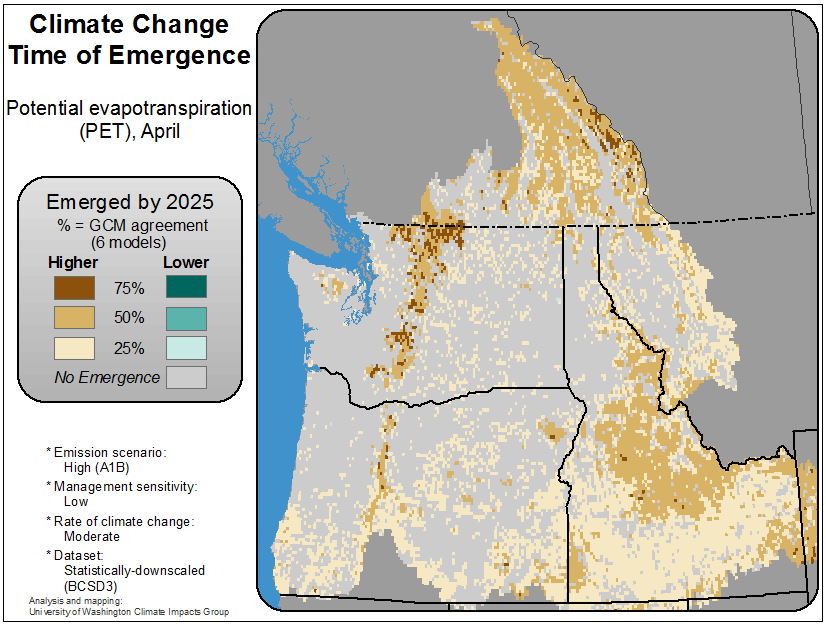 Climate Change
Time of Emergence
Potential evapotranspiration
(PET), April
Emerged by 2025
% = GCM agreement
(6 models)
Higher Lower
75%
50%
25%
No Emergence
* Emission scenario:
High (A1B)
* Management sensitivity:
Low
* Rate of climate change:
Moderate
* Dataset:
Statistically-downscaled
(BCSD3)
Analysis and mapping:
University of Washington Climate Impacts Group